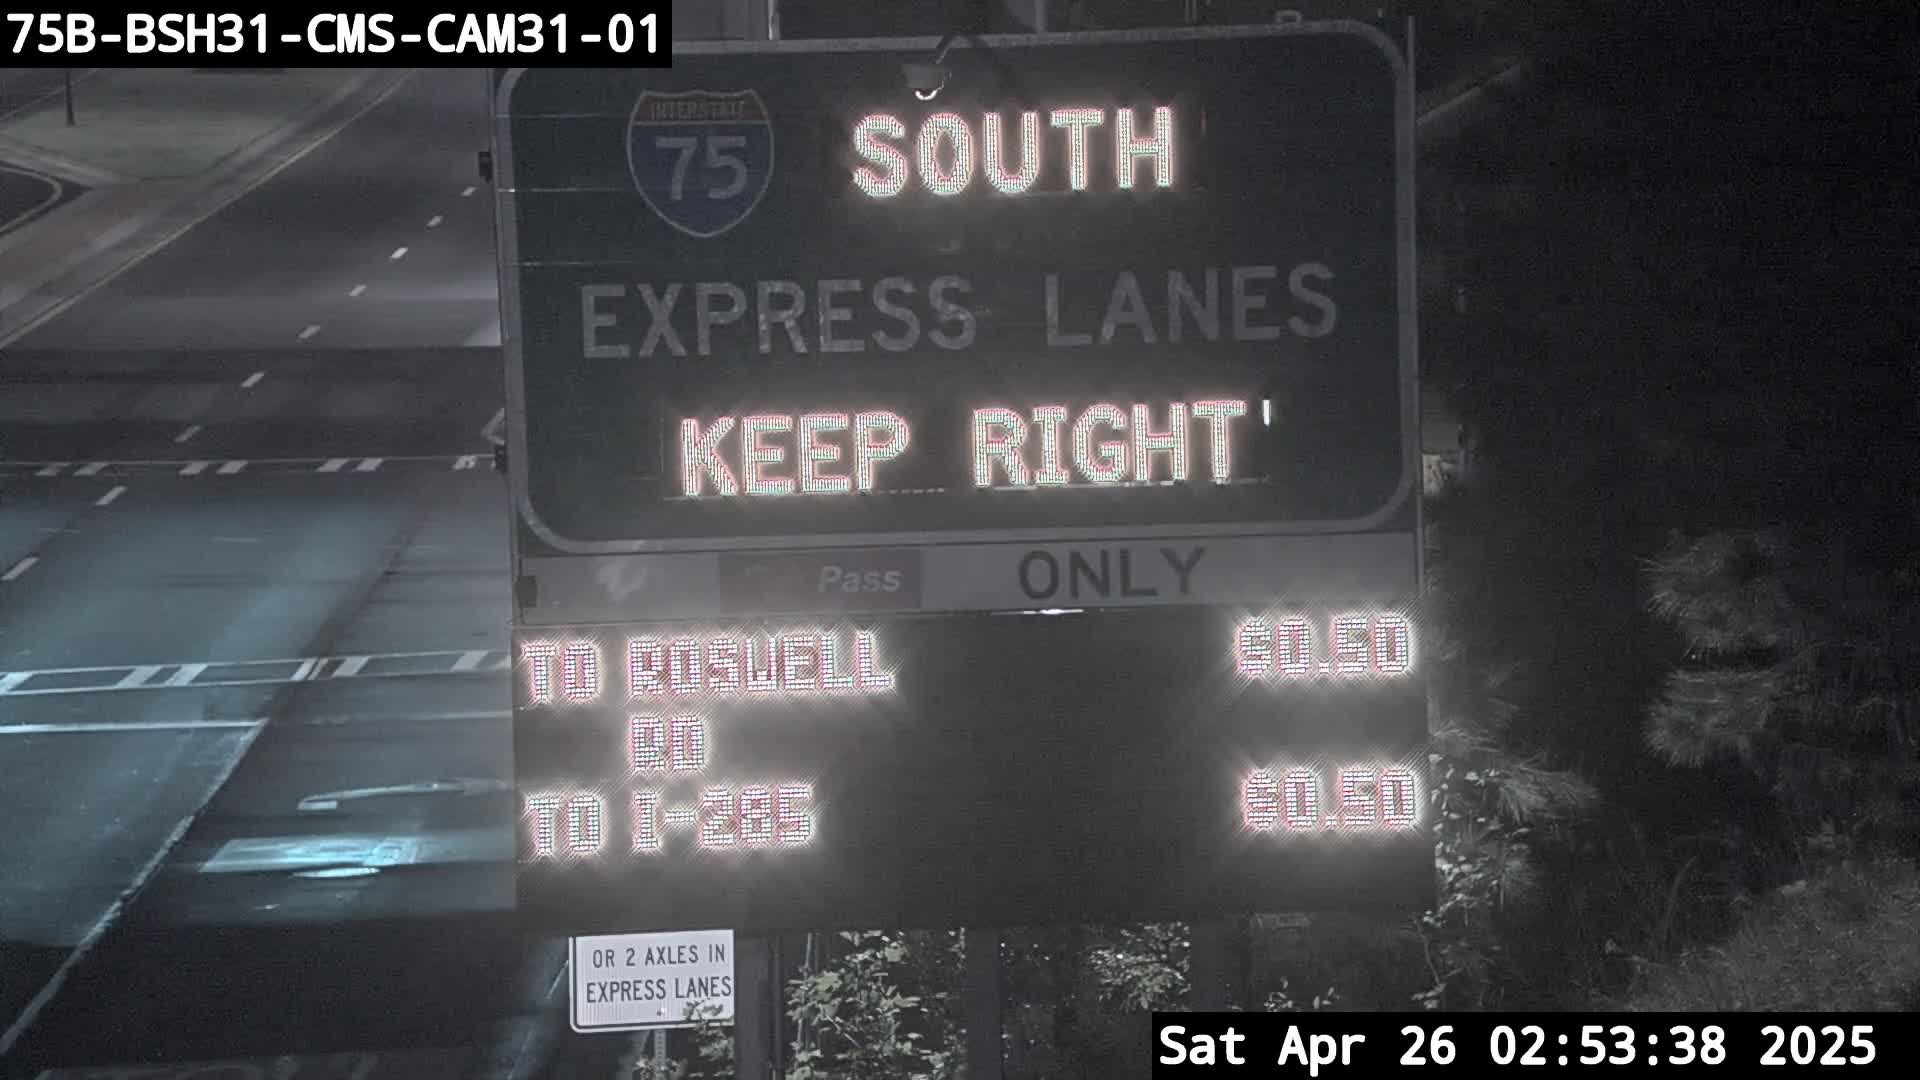 75B-BSH31-CMS-CAM31-01
INTERSTATE
75
SOUTH
EXPRESS LANES
KEEP RIGHT
Pass ONLY
TO ROSWELL $0.50
RD
TO I-285 $0.50
OR 2 AXLES IN
EXPRESS LANES
Sat Apr 26 02:53:38 2025